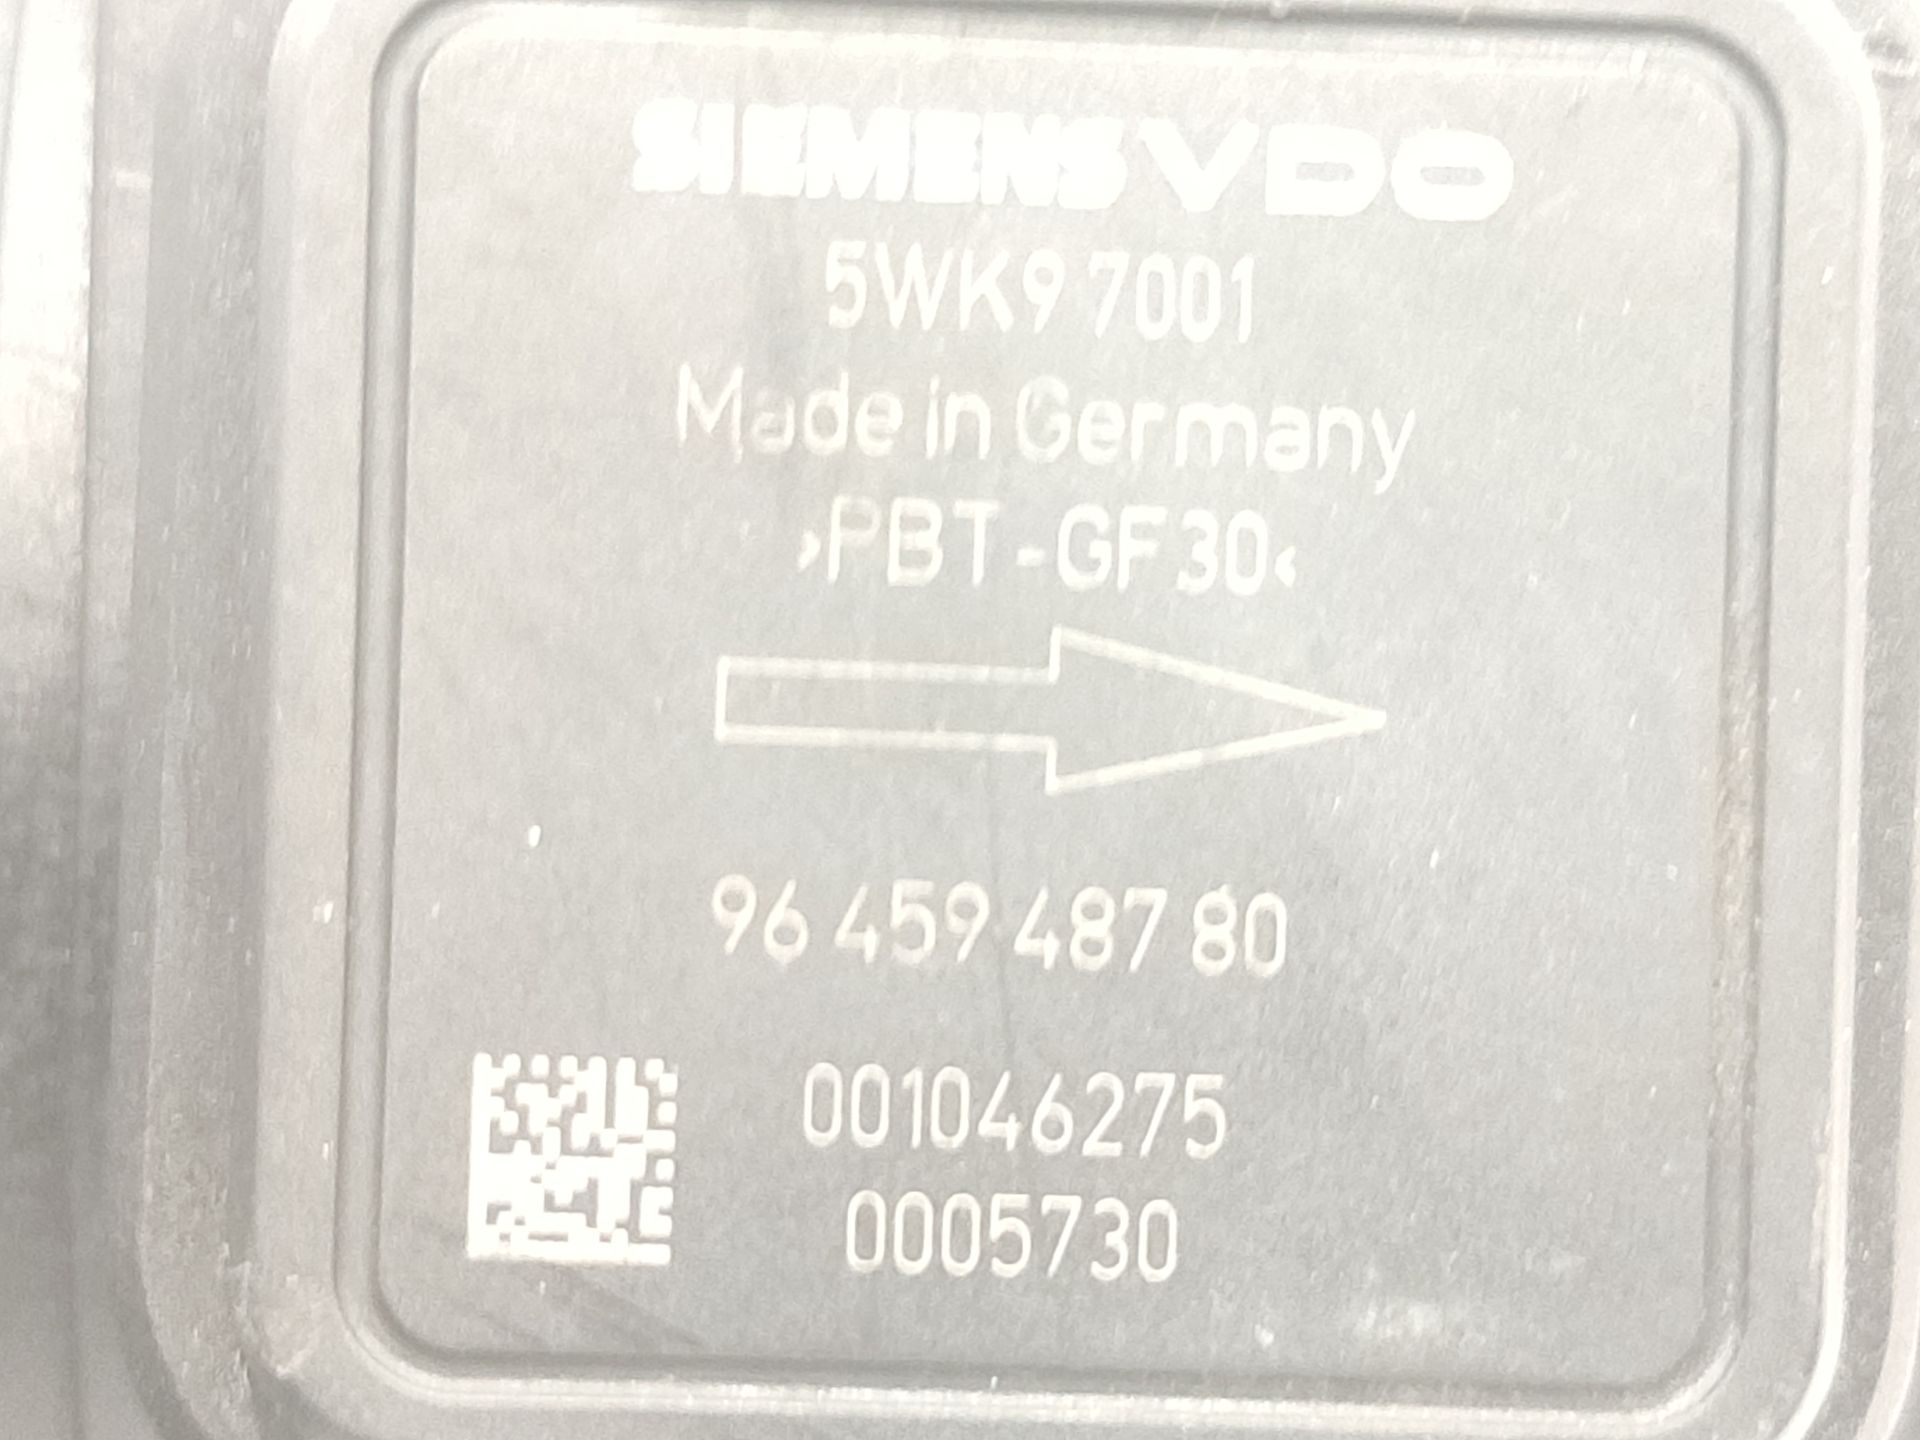 SIEMENS VDO
5WK9 7001
Made in Germany
›PBT-GF30‹
96 459 487 80
001046275
0005730